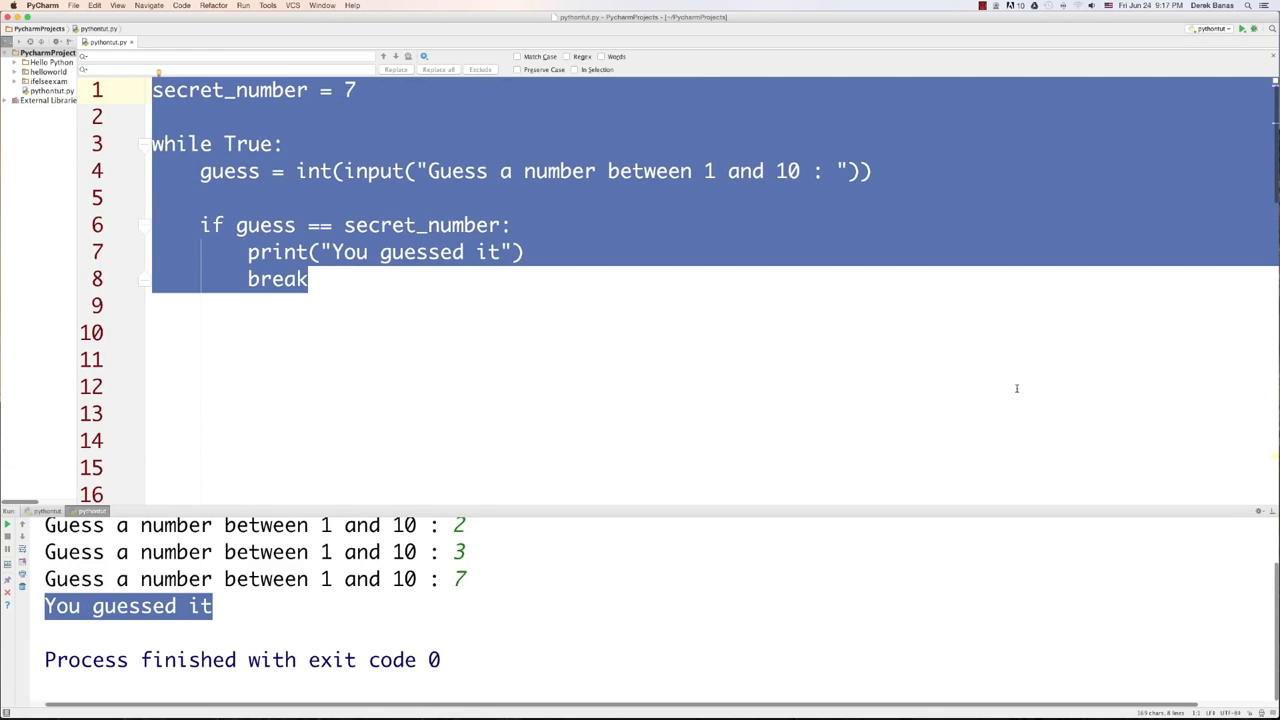 PyCharm File Edit View Navigate Code Refactor Run Tools VCS Window Help
10 Fri Jun 24 9:17 PM Derek Banas
pythontut.py - PycharmProjects - [~/PycharmProjects]
PycharmProjects pythontut.py pythontut
pythontut.py ×
Match Case Regex Words
Replace Replace all Exclude Preserve Case In Selection
PycharmProject
Hello Python
helloworld
ifelseexam
pythontut.py
External Librarie
1 secret_number = 7
2
3 while True:
4 guess = int(input("Guess a number between 1 and 10 : "))
5
6 if guess == secret_number:
7 print("You guessed it")
8 break
9
10
11
12
13
14
15
16
Run: pythontut pythontut
Guess a number between 1 and 10 : 2
Guess a number between 1 and 10 : 3
Guess a number between 1 and 10 : 7
You guessed it
Process finished with exit code 0
169 chars, 8 lines 1:1 LF÷ UTF-8÷